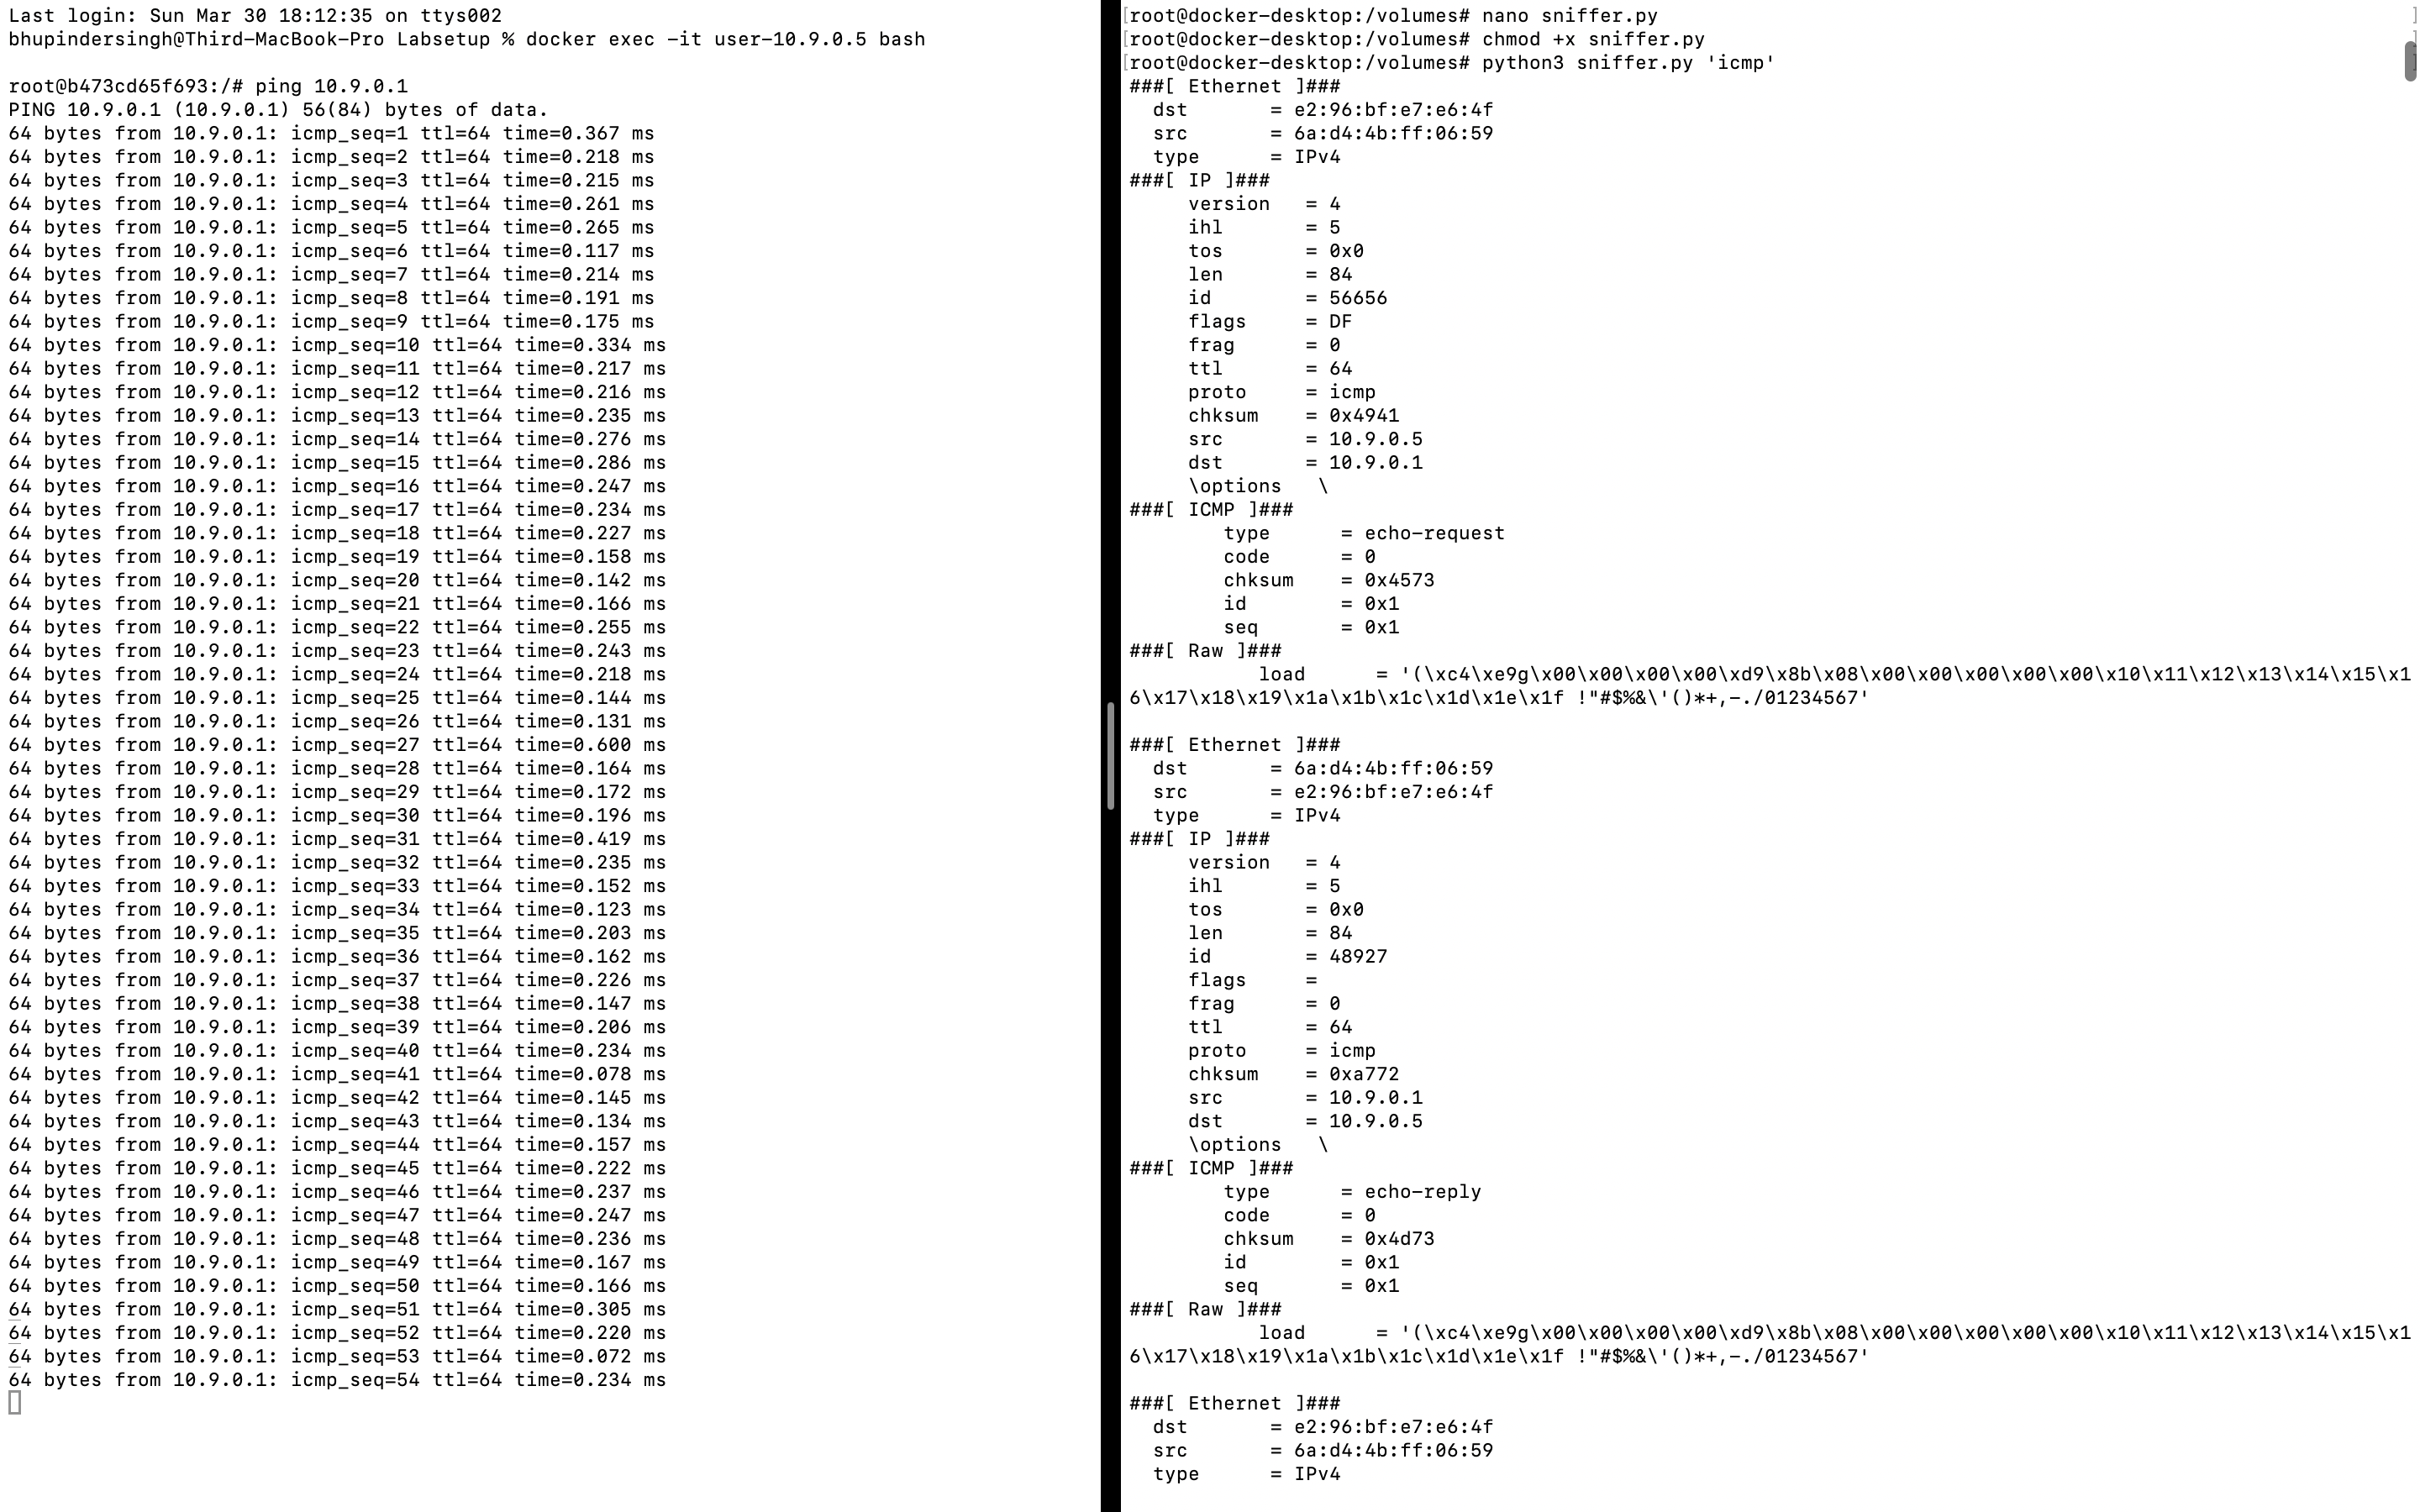 Last login: Sun Mar 30 18:12:35 on ttys002
bhupindersingh@Third-MacBook-Pro Labsetup % docker exec -it user-10.9.0.5 bash
root@b473cd65f693:/# ping 10.9.0.1
PING 10.9.0.1 (10.9.0.1) 56(84) bytes of data.
64 bytes from 10.9.0.1: icmp_seq=1 ttl=64 time=0.367 ms
64 bytes from 10.9.0.1: icmp_seq=2 ttl=64 time=0.218 ms
64 bytes from 10.9.0.1: icmp_seq=3 ttl=64 time=0.215 ms
64 bytes from 10.9.0.1: icmp_seq=4 ttl=64 time=0.261 ms
64 bytes from 10.9.0.1: icmp_seq=5 ttl=64 time=0.265 ms
64 bytes from 10.9.0.1: icmp_seq=6 ttl=64 time=0.117 ms
64 bytes from 10.9.0.1: icmp_seq=7 ttl=64 time=0.214 ms
64 bytes from 10.9.0.1: icmp_seq=8 ttl=64 time=0.191 ms
64 bytes from 10.9.0.1: icmp_seq=9 ttl=64 time=0.175 ms
64 bytes from 10.9.0.1: icmp_seq=10 ttl=64 time=0.334 ms
64 bytes from 10.9.0.1: icmp_seq=11 ttl=64 time=0.217 ms
64 bytes from 10.9.0.1: icmp_seq=12 ttl=64 time=0.216 ms
64 bytes from 10.9.0.1: icmp_seq=13 ttl=64 time=0.235 ms
64 bytes from 10.9.0.1: icmp_seq=14 ttl=64 time=0.276 ms
64 bytes from 10.9.0.1: icmp_seq=15 ttl=64 time=0.286 ms
64 bytes from 10.9.0.1: icmp_seq=16 ttl=64 time=0.247 ms
64 bytes from 10.9.0.1: icmp_seq=17 ttl=64 time=0.234 ms
64 bytes from 10.9.0.1: icmp_seq=18 ttl=64 time=0.227 ms
64 bytes from 10.9.0.1: icmp_seq=19 ttl=64 time=0.158 ms
64 bytes from 10.9.0.1: icmp_seq=20 ttl=64 time=0.142 ms
64 bytes from 10.9.0.1: icmp_seq=21 ttl=64 time=0.166 ms
64 bytes from 10.9.0.1: icmp_seq=22 ttl=64 time=0.255 ms
64 bytes from 10.9.0.1: icmp_seq=23 ttl=64 time=0.243 ms
64 bytes from 10.9.0.1: icmp_seq=24 ttl=64 time=0.218 ms
64 bytes from 10.9.0.1: icmp_seq=25 ttl=64 time=0.144 ms
64 bytes from 10.9.0.1: icmp_seq=26 ttl=64 time=0.131 ms
64 bytes from 10.9.0.1: icmp_seq=27 ttl=64 time=0.600 ms
64 bytes from 10.9.0.1: icmp_seq=28 ttl=64 time=0.164 ms
64 bytes from 10.9.0.1: icmp_seq=29 ttl=64 time=0.172 ms
64 bytes from 10.9.0.1: icmp_seq=30 ttl=64 time=0.196 ms
64 bytes from 10.9.0.1: icmp_seq=31 ttl=64 time=0.419 ms
64 bytes from 10.9.0.1: icmp_seq=32 ttl=64 time=0.235 ms
64 bytes from 10.9.0.1: icmp_seq=33 ttl=64 time=0.152 ms
64 bytes from 10.9.0.1: icmp_seq=34 ttl=64 time=0.123 ms
64 bytes from 10.9.0.1: icmp_seq=35 ttl=64 time=0.203 ms
64 bytes from 10.9.0.1: icmp_seq=36 ttl=64 time=0.162 ms
64 bytes from 10.9.0.1: icmp_seq=37 ttl=64 time=0.226 ms
64 bytes from 10.9.0.1: icmp_seq=38 ttl=64 time=0.147 ms
64 bytes from 10.9.0.1: icmp_seq=39 ttl=64 time=0.206 ms
64 bytes from 10.9.0.1: icmp_seq=40 ttl=64 time=0.234 ms
64 bytes from 10.9.0.1: icmp_seq=41 ttl=64 time=0.078 ms
64 bytes from 10.9.0.1: icmp_seq=42 ttl=64 time=0.145 ms
64 bytes from 10.9.0.1: icmp_seq=43 ttl=64 time=0.134 ms
64 bytes from 10.9.0.1: icmp_seq=44 ttl=64 time=0.157 ms
64 bytes from 10.9.0.1: icmp_seq=45 ttl=64 time=0.222 ms
64 bytes from 10.9.0.1: icmp_seq=46 ttl=64 time=0.237 ms
64 bytes from 10.9.0.1: icmp_seq=47 ttl=64 time=0.247 ms
64 bytes from 10.9.0.1: icmp_seq=48 ttl=64 time=0.236 ms
64 bytes from 10.9.0.1: icmp_seq=49 ttl=64 time=0.167 ms
64 bytes from 10.9.0.1: icmp_seq=50 ttl=64 time=0.166 ms
64 bytes from 10.9.0.1: icmp_seq=51 ttl=64 time=0.305 ms
64 bytes from 10.9.0.1: icmp_seq=52 ttl=64 time=0.220 ms
64 bytes from 10.9.0.1: icmp_seq=53 ttl=64 time=0.072 ms
64 bytes from 10.9.0.1: icmp_seq=54 ttl=64 time=0.234 ms
[root@docker-desktop:/volumes# nano sniffer.py ]
[root@docker-desktop:/volumes# chmod +x sniffer.py ]
[root@docker-desktop:/volumes# python3 sniffer.py 'icmp' ]
###[ Ethernet ]###
dst = e2:96:bf:e7:e6:4f
src = 6a:d4:4b:ff:06:59
type = IPv4
###[ IP ]###
version = 4
ihl = 5
tos = 0x0
len = 84
id = 56656
flags = DF
frag = 0
ttl = 64
proto = icmp
chksum = 0x4941
src = 10.9.0.5
dst = 10.9.0.1
\options \
###[ ICMP ]###
type = echo-request
code = 0
chksum = 0x4573
id = 0x1
seq = 0x1
###[ Raw ]###
load = '(\xc4\xe9g\x00\x00\x00\x00\xd9\x8b\x08\x00\x00\x00\x00\x00\x10\x11\x12\x13\x14\x15\x1
6\x17\x18\x19\x1a\x1b\x1c\x1d\x1e\x1f !"#$%&\'()*+,-./01234567'
###[ Ethernet ]###
dst = 6a:d4:4b:ff:06:59
src = e2:96:bf:e7:e6:4f
type = IPv4
###[ IP ]###
version = 4
ihl = 5
tos = 0x0
len = 84
id = 48927
flags =
frag = 0
ttl = 64
proto = icmp
chksum = 0xa772
src = 10.9.0.1
dst = 10.9.0.5
\options \
###[ ICMP ]###
type = echo-reply
code = 0
chksum = 0x4d73
id = 0x1
seq = 0x1
###[ Raw ]###
load = '(\xc4\xe9g\x00\x00\x00\x00\xd9\x8b\x08\x00\x00\x00\x00\x00\x10\x11\x12\x13\x14\x15\x1
6\x17\x18\x19\x1a\x1b\x1c\x1d\x1e\x1f !"#$%&\'()*+,-./01234567'
###[ Ethernet ]###
dst = e2:96:bf:e7:e6:4f
src = 6a:d4:4b:ff:06:59
type = IPv4